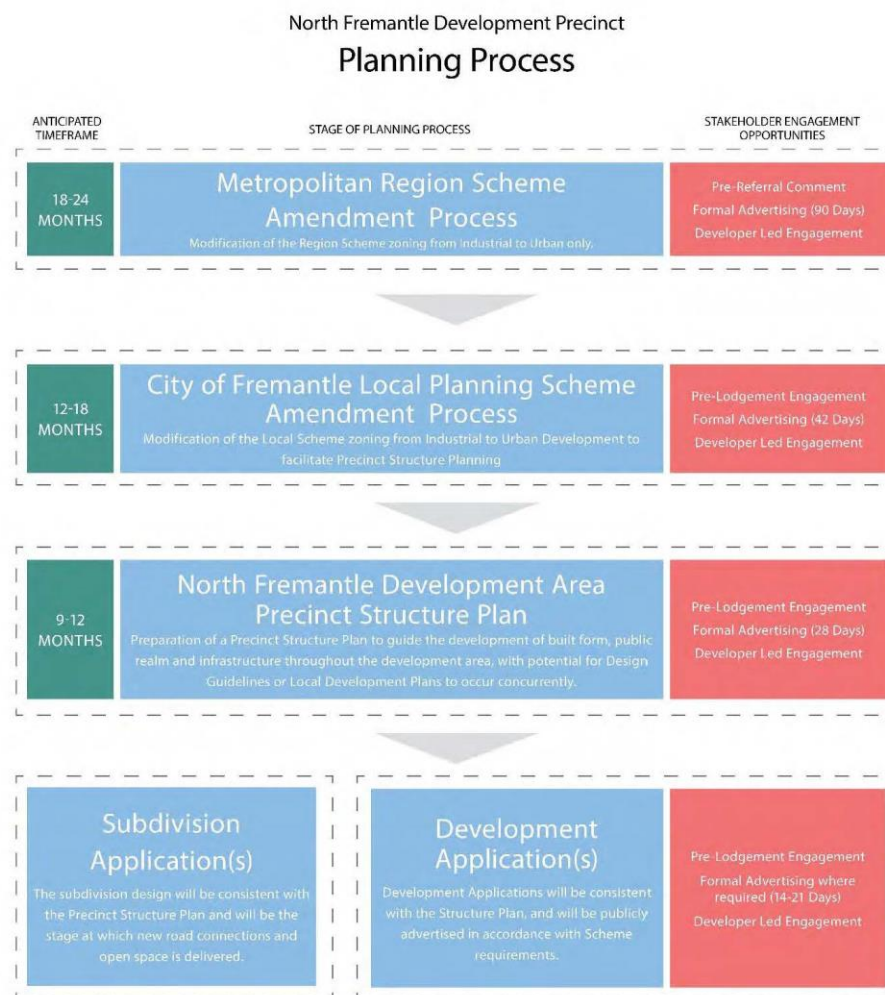 North Fremantle Development Precinct
Planning Process
ANTICIPATED
TIMEFRAME
STAGE OF PLANNING PROCESS
STAKEHOLDER ENGAGEMENT
OPPORTUNITIES
18-24
MONTHS
Metropolitan Region Scheme
Amendment Process
Modification of the Region Scheme zoning from Industrial to Urban only.
Pre-Referral Comment
Formal Advertising (90 Days)
Developer Led Engagement
12-18
MONTHS
City of Fremantle Local Planning Scheme
Amendment Process
Modification of the Local Scheme zoning from Industrial to Urban Development to
facilitate Precinct Structure Planning
Pre-Lodgement Engagement
Formal Advertising (42 Days)
Developer Led Engagement
9-12
MONTHS
North Fremantle Development Area
Precinct Structure Plan
Preparation of a Precinct Structure Plan to guide the development of built form, public
realm and infrastructure throughout the development area, with potential for Design
Guidelines or Local Development Plans to occur concurrently.
Pre-Lodgement Engagement
Formal Advertising (28 Days)
Developer Led Engagement
Subdivision
Application(s)
The subdivision design will be consistent with
the Precinct Structure Plan and will be the
stage at which new road connections and
open space is delivered.
Development
Application(s)
Development Applications will be consistent
with the Structure Plan, and will be publicly
advertised in accordance with Scheme
requirements.
Pre-Lodgement Engagement
Formal Advertising where
required (14-21 Days)
Developer Led Engagement